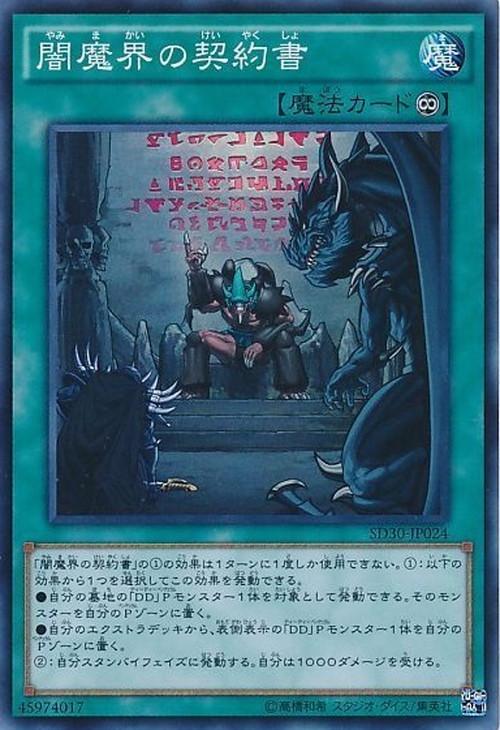 闇魔界の契約書
魔
【魔法カード】
SD30-JP024
「闇魔界の契約書」の①の効果は1ターンに1度しか使用できない。①：以下の
効果から1つを選択してこの効果を発動できる。
●自分の墓地の「DD」Pモンスター1体を対象として発動できる。そのモン
スターを自分のPゾーンに置く。
●自分のエクストラデッキから、表側表示の「DD」Pモンスター1体を自分の
Pゾーンに置く。
②：自分スタンバイフェイズに発動する。自分は1000ダメージを受ける。
45974017
©高橋和希 スタジオ・ダイス/集英社